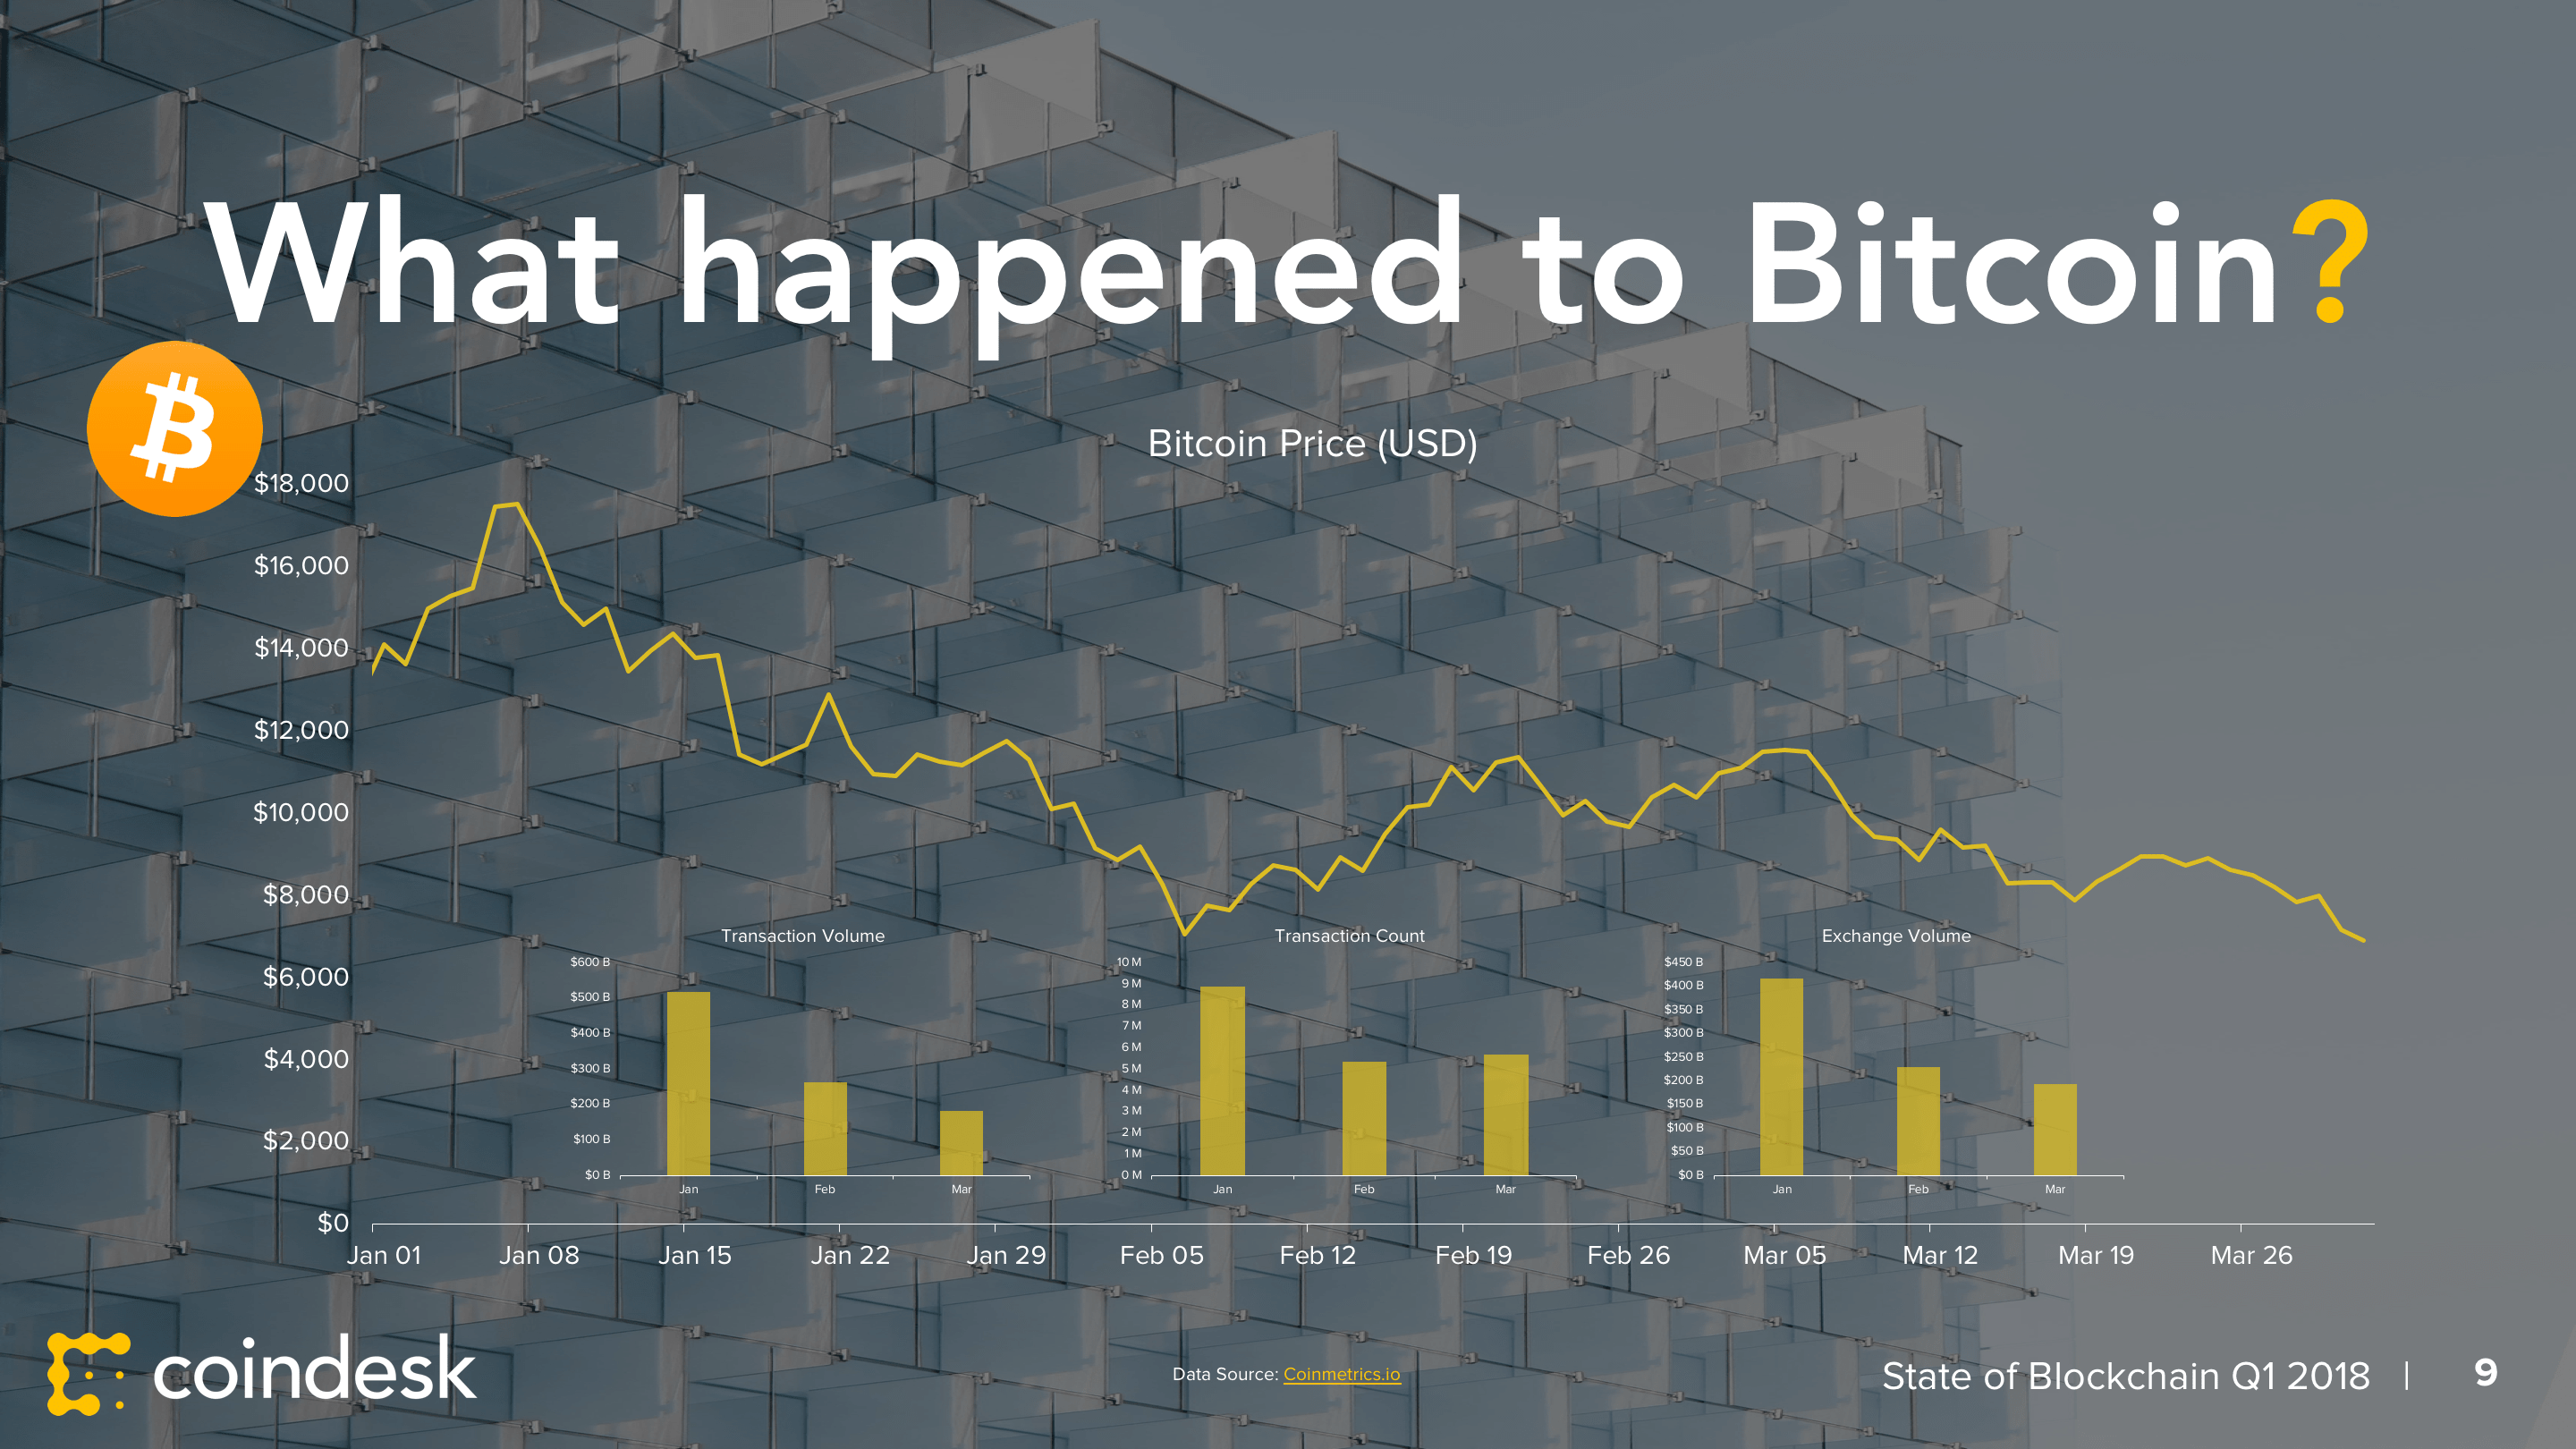 What happened to Bitcoin?
Bitcoin Price (USD)
$18,000
$16,000
$14,000
$12,000
$10,000
$8,000
$6,000
$4,000
$2,000
$0
Transaction Volume
$600 B
$500 B
$400 B
$300 B
$200 B
$100 B
$0 B
Jan Feb Mar
Transaction Count
10 M
9 M
8 M
7 M
6 M
5 M
4 M
3 M
2 M
1 M
0 M
Jan Feb Mar
Exchange Volume
$450 B
$400 B
$350 B
$300 B
$250 B
$200 B
$150 B
$100 B
$50 B
$0 B
Jan Feb Mar
Jan 01 Jan 08 Jan 15 Jan 22 Jan 29 Feb 05 Feb 12 Feb 19 Feb 26 Mar 05 Mar 12 Mar 19 Mar 26
coindesk
Data Source: Coinmetrics.io
State of Blockchain Q1 2018 | 9